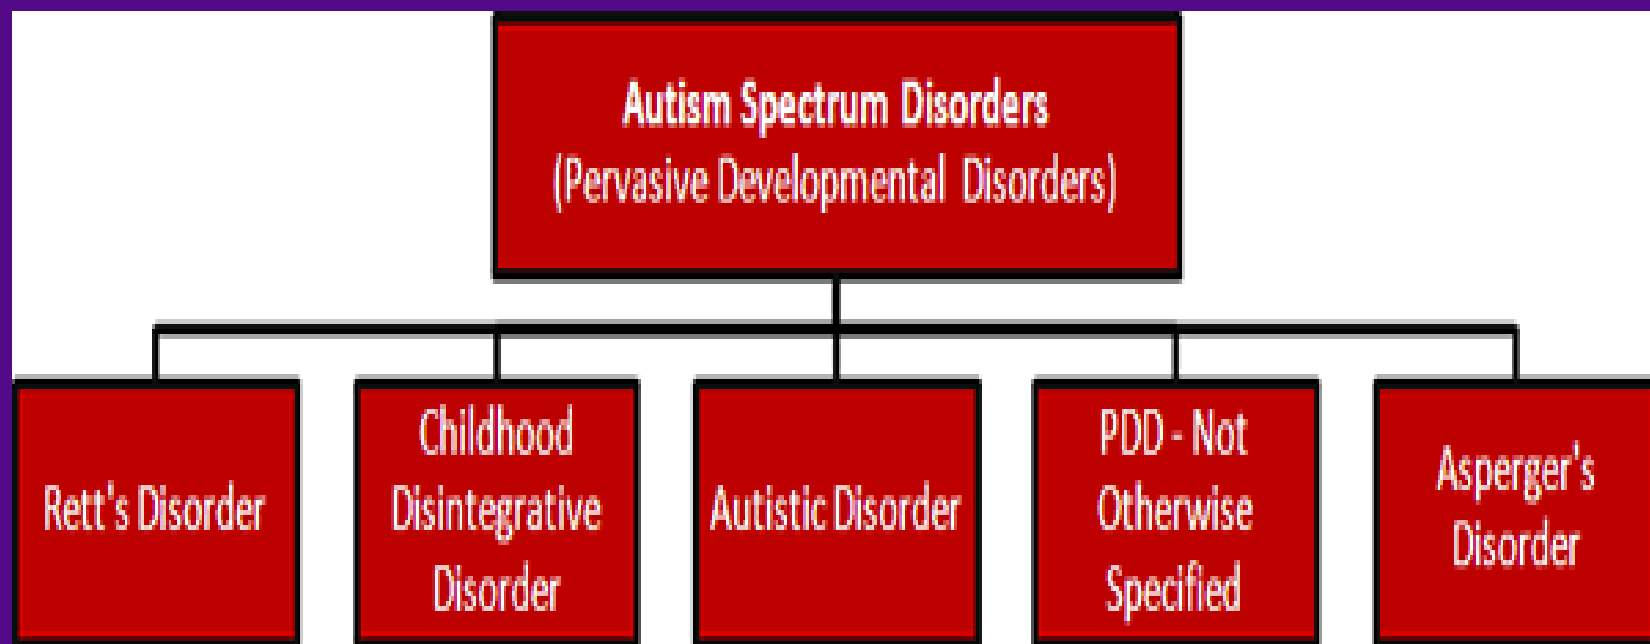 Autism Spectrum Disorders
(Pervasive Developmental Disorders)
Rett's Disorder
Childhood
Disintegrative
Disorder
Autistic Disorder
PDD - Not
Otherwise
Specified
Asperger's
Disorder